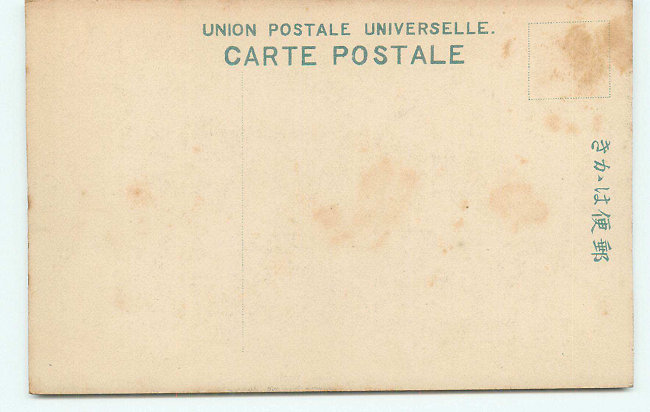 UNION POSTALE UNIVERSELLE.
CARTE POSTALE
郵便はがき